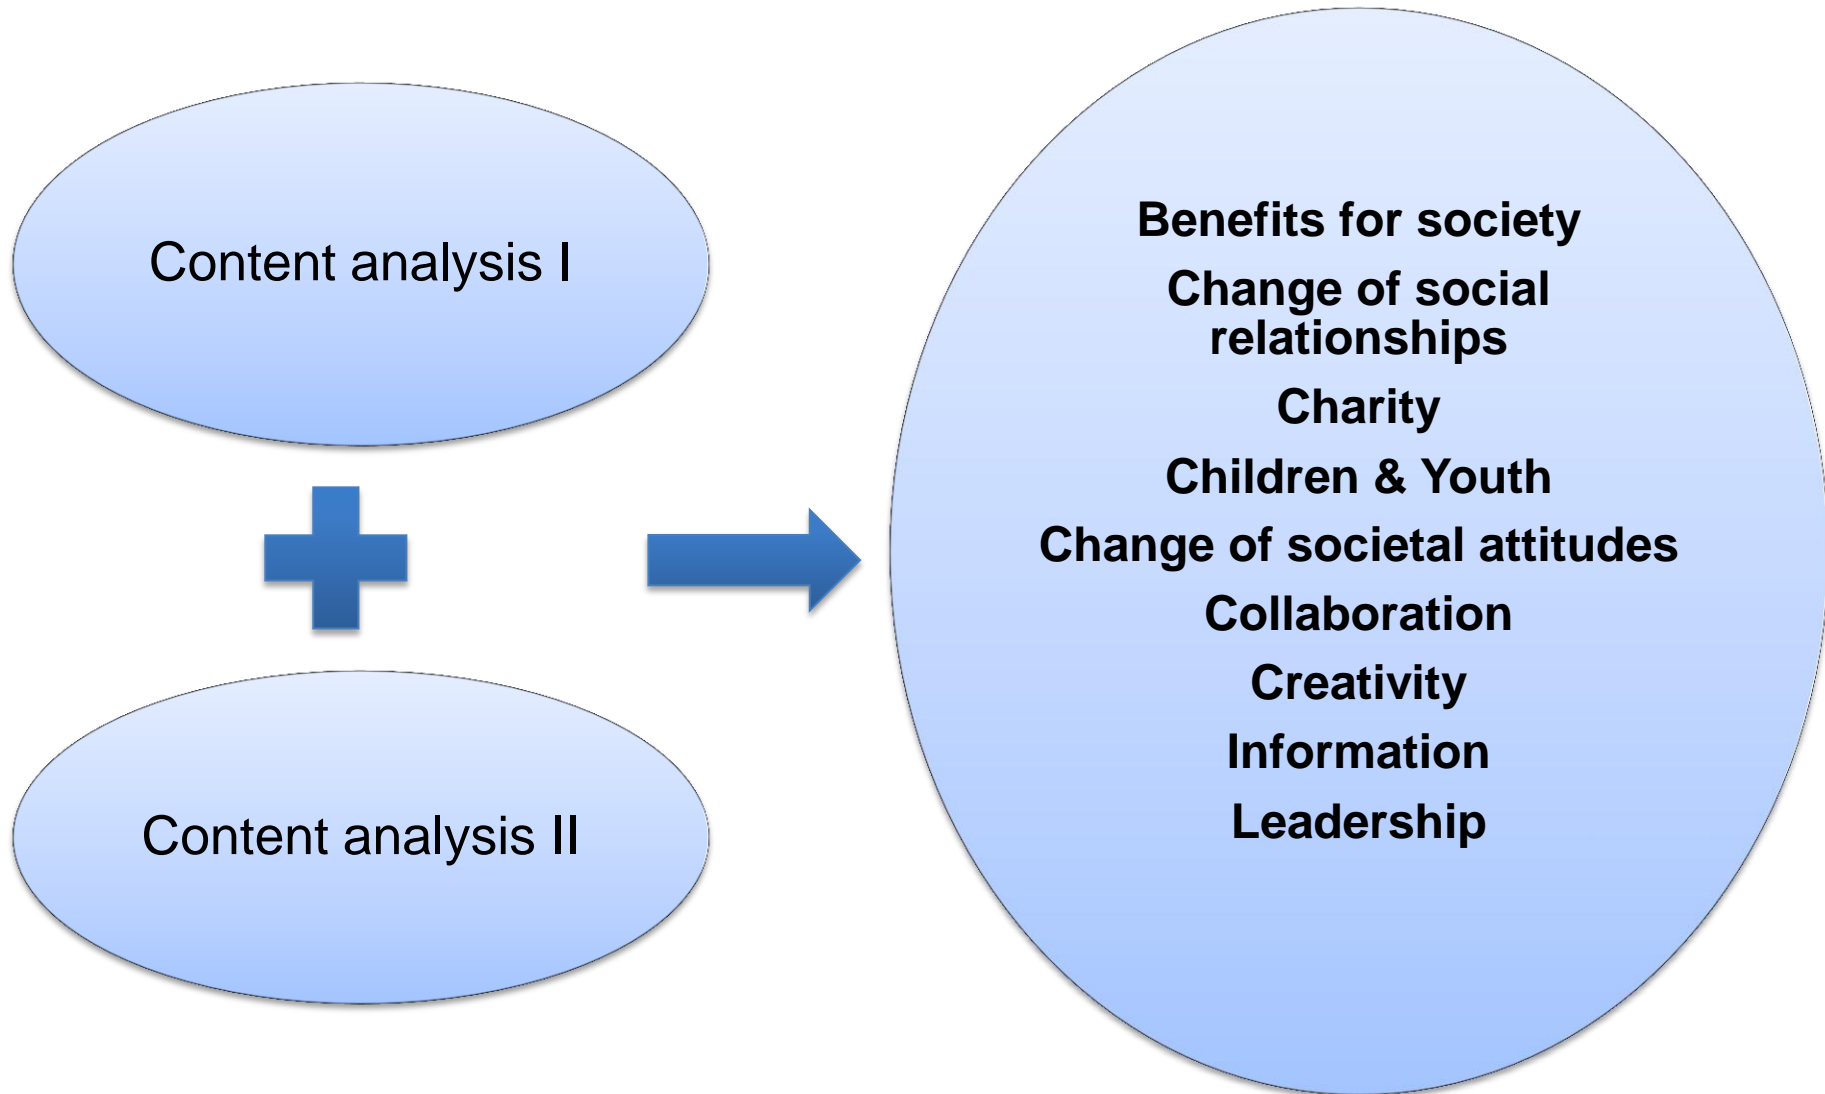 Content analysis I
Content analysis II
Benefits for society
Change of social
relationships
Charity
Children & Youth
Change of societal attitudes
Collaboration
Creativity
Information
Leadership